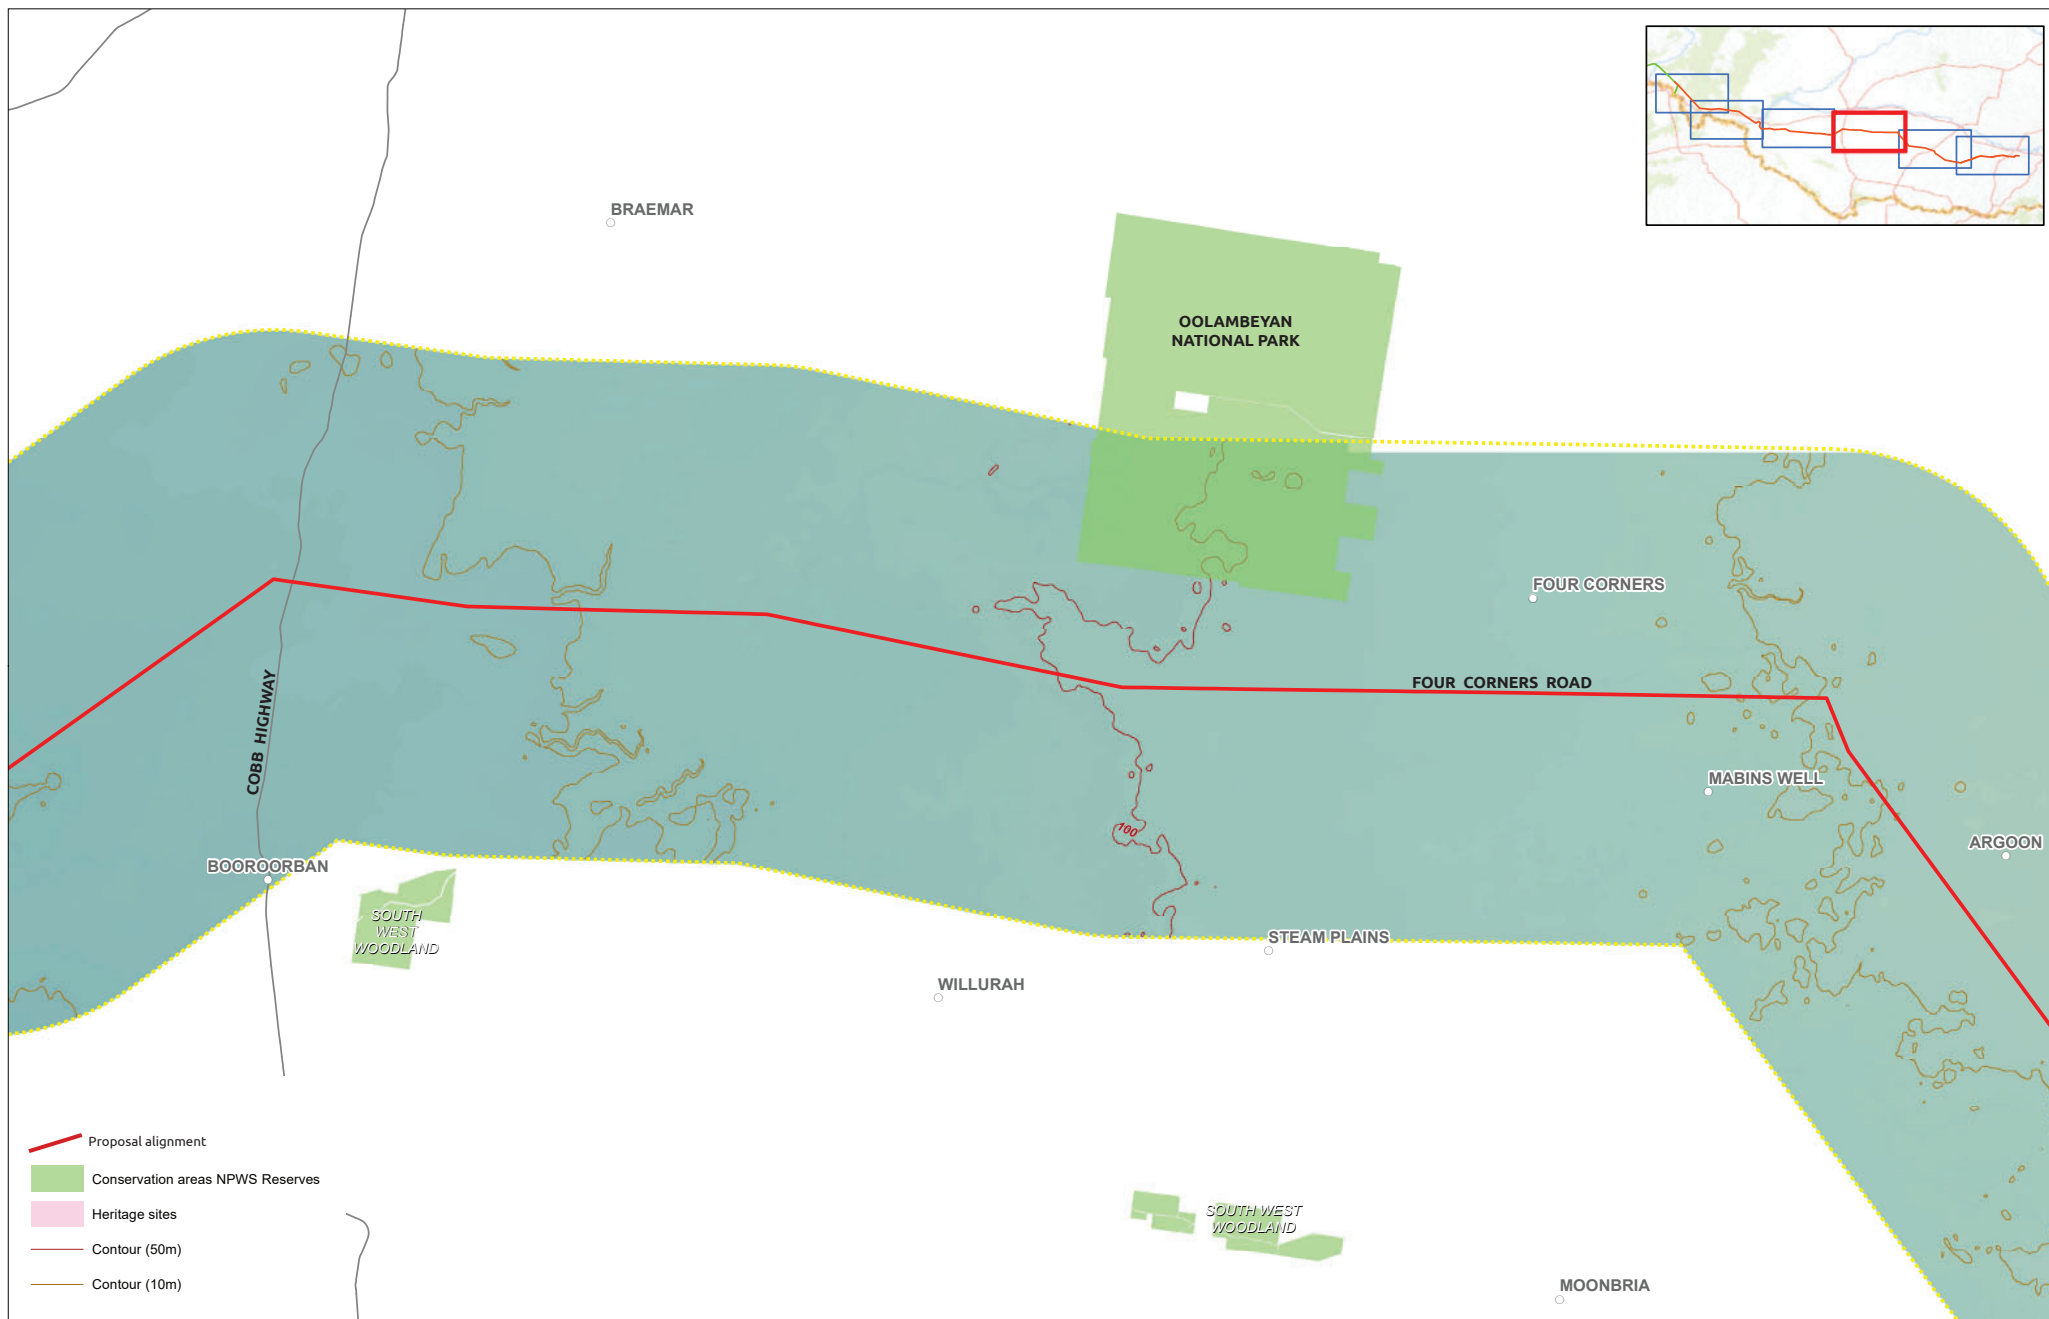 BRAEMAR
OOLAMBEYAN
NATIONAL PARK
FOUR CORNERS
FOUR CORNERS ROAD
COBB HIGHWAY
MABINS WELL
100
ARGOON
BOOROORBAN
SOUTH
WEST
WOODLAND
STEAM PLAINS
WILLURAH
Proposal alignment
Conservation areas NPWS Reserves
Heritage sites
Contour (50m)
Contour (10m)
SOUTH WEST
WOODLAND
MOONBRIA